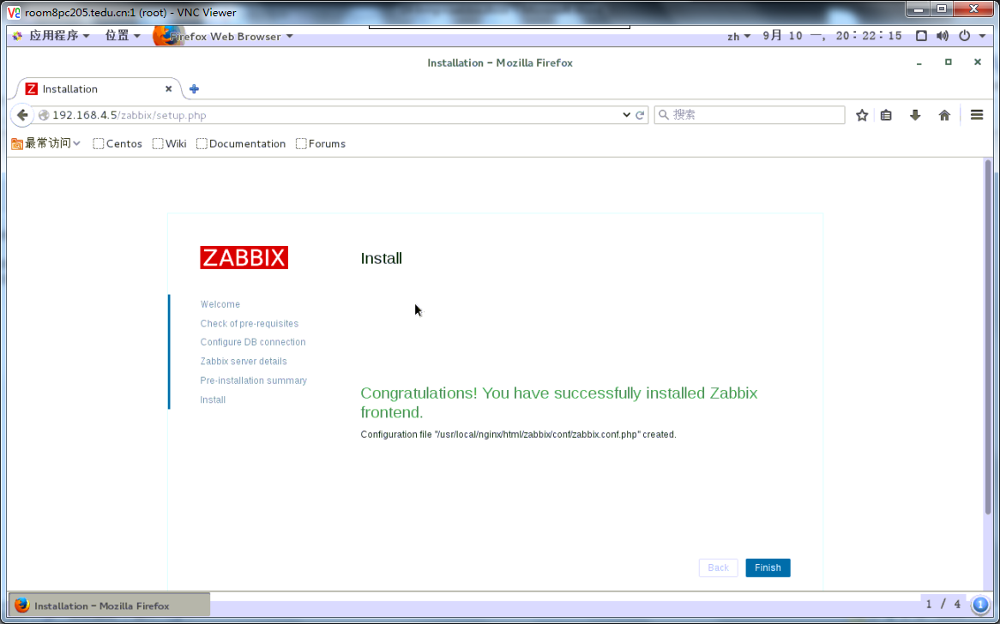 room8pc205.tedu.cn:1 (root) - VNC Viewer
应用程序 位置 Firefox Web Browser zh 9月 10 一, 20:22:15
Installation - Mozilla Firefox
Installation
192.168.4.5/zabbix/setup.php 搜索
最常访问 Centos Wiki Documentation Forums
ZABBIX
Install
Welcome
Check of pre-requisites
Configure DB connection
Zabbix server details
Pre-installation summary
Install
Congratulations! You have successfully installed Zabbix
frontend.
Configuration file "/usr/local/nginx/html/zabbix/conf/zabbix.conf.php" created.
Back Finish
Installation - Mozilla Firefox 1 / 4 1